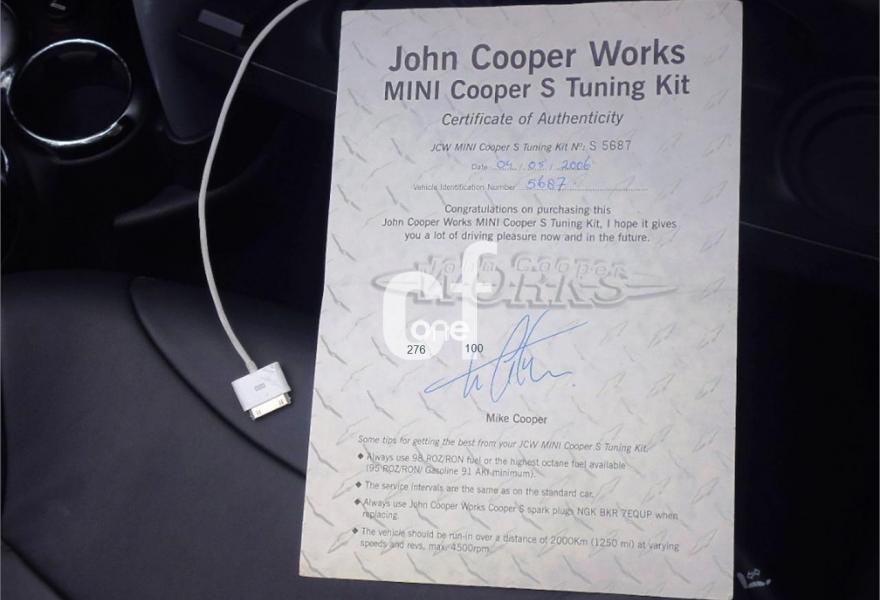 John Cooper Works
MINI Cooper S Tuning Kit
Certificate of Authenticity
JCW MINI Cooper S Tuning Kit Nº: S 5687
Date 04 / 05 / 2006
Vehicle Identification Number 5687
Congratulations on purchasing this
John Cooper Works MINI Cooper S Tuning Kit, I hope it gives
you a lot of driving pleasure now and in the future.
John Cooper
WORKS
cf
one
276 100
Mike Cooper
Some tips for getting the best from your JCW MINI Cooper S Tuning Kit.
◆ Always use 98 ROZ/RON fuel or the highest octane fuel available
(95 ROZ/RON/ Gasoline 91 AKI minimum).
◆ The service intervals are the same as on the standard car.
◆ Always use John Cooper Works Cooper S spark plugs NGK BKR 7EQUP when
replacing.
◆ The vehicle should be run-in over a distance of 2000Km (1250 mi) at varying
speeds and revs, max. 4500rpm